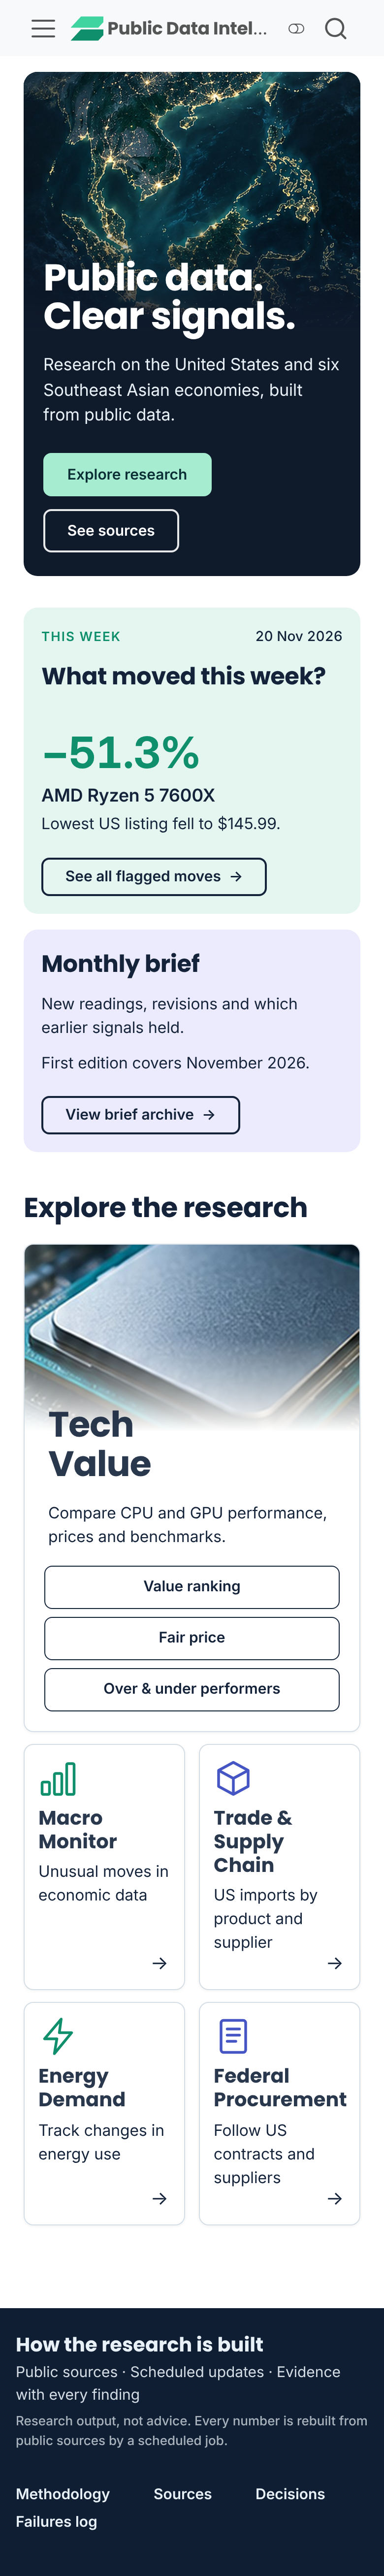 Public Data Intel...
Public data.
Clear signals.
Research on the United States and six
Southeast Asian economies, built
from public data.
Explore research
See sources
THIS WEEK
20 Nov 2026
What moved this week?
−51.3%
AMD Ryzen 5 7600X
Lowest US listing fell to $145.99.
See all flagged moves →
Monthly brief
New readings, revisions and which
earlier signals held.
First edition covers November 2026.
View brief archive →
Explore the research
Tech
Value
Compare CPU and GPU performance,
prices and benchmarks.
Value ranking
Fair price
Over & under performers
Macro
Monitor
Unusual moves in
economic data
→
Trade &
Supply
Chain
US imports by
product and
supplier
→
Energy
Demand
Track changes in
energy use
→
Federal
Procurement
Follow US
contracts and
suppliers
→
How the research is built
Public sources · Scheduled updates · Evidence
with every finding
Research output, not advice. Every number is rebuilt from
public sources by a scheduled job.
Methodology
Sources
Decisions
Failures log